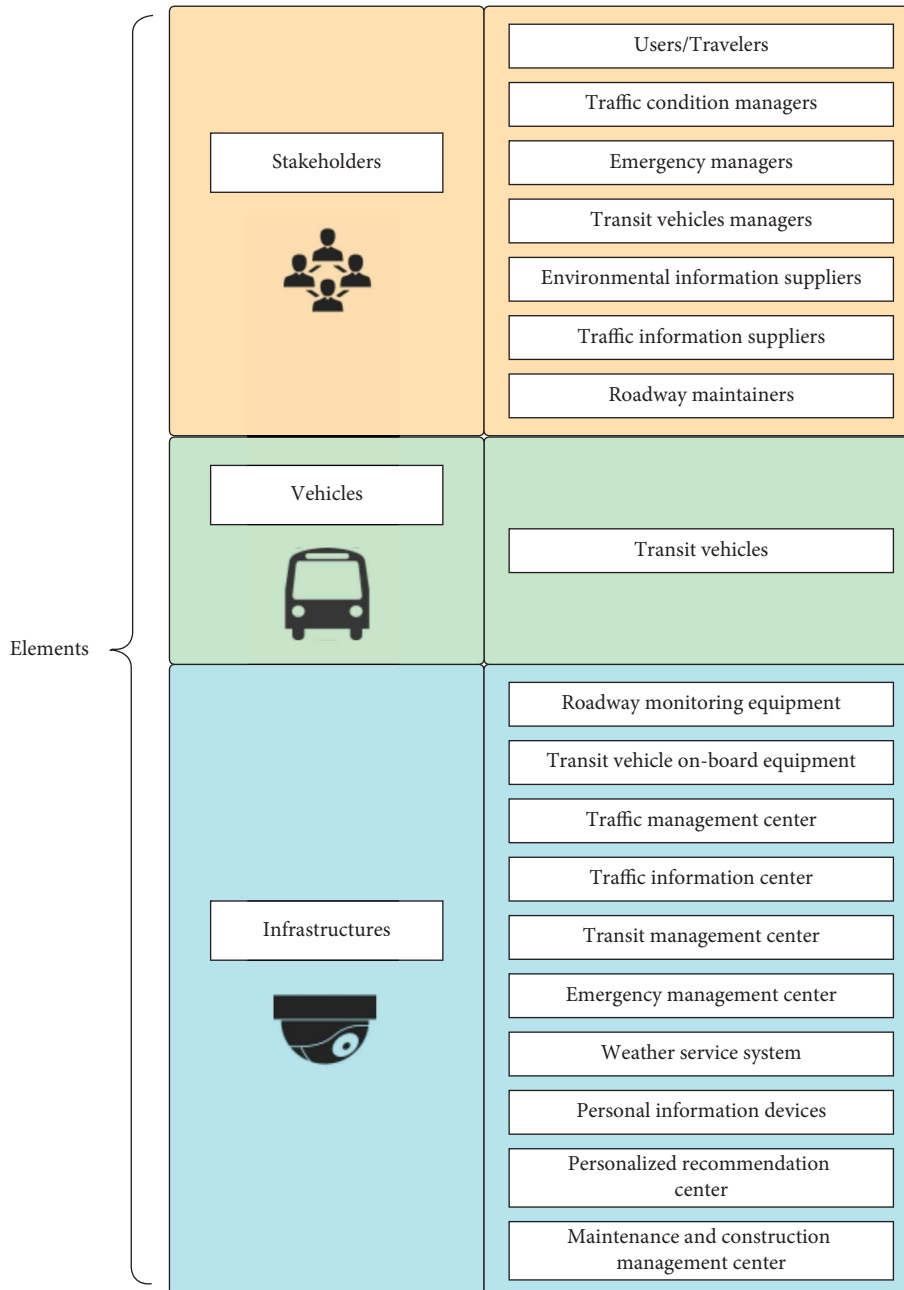 Elements
Stakeholders
Users/Travelers
Traffic condition managers
Emergency managers
Transit vehicles managers
Environmental information suppliers
Traffic information suppliers
Roadway maintainers
Vehicles
Transit vehicles
Infrastructures
Roadway monitoring equipment
Transit vehicle on-board equipment
Traffic management center
Traffic information center
Transit management center
Emergency management center
Weather service system
Personal information devices
Personalized recommendation
center
Maintenance and construction
management center